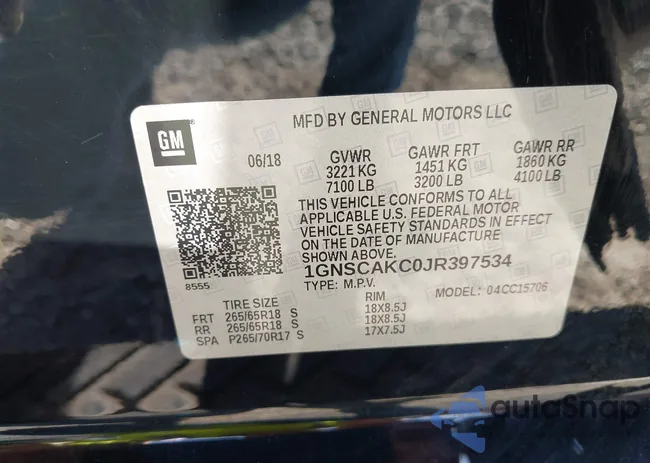 MFD BY GENERAL MOTORS LLC
GM
06/18
GVWR GAWR FRT GAWR RR
3221 KG 1451 KG 1860 KG
7100 LB 3200 LB 4100 LB
THIS VEHICLE CONFORMS TO ALL
APPLICABLE U.S. FEDERAL MOTOR
VEHICLE SAFETY STANDARDS IN EFFECT
ON THE DATE OF MANUFACTURE
1GNSCAKC0JR397534
8555
TYPE: M.P.V. MODEL: 04CC15706
TIRE SIZE RIM
FRT 265/65R18 S 18X8.5J
RR 265/65R18 S 18X8.5J
SPA P265/70R17 S 17X7.5J
autoSnap